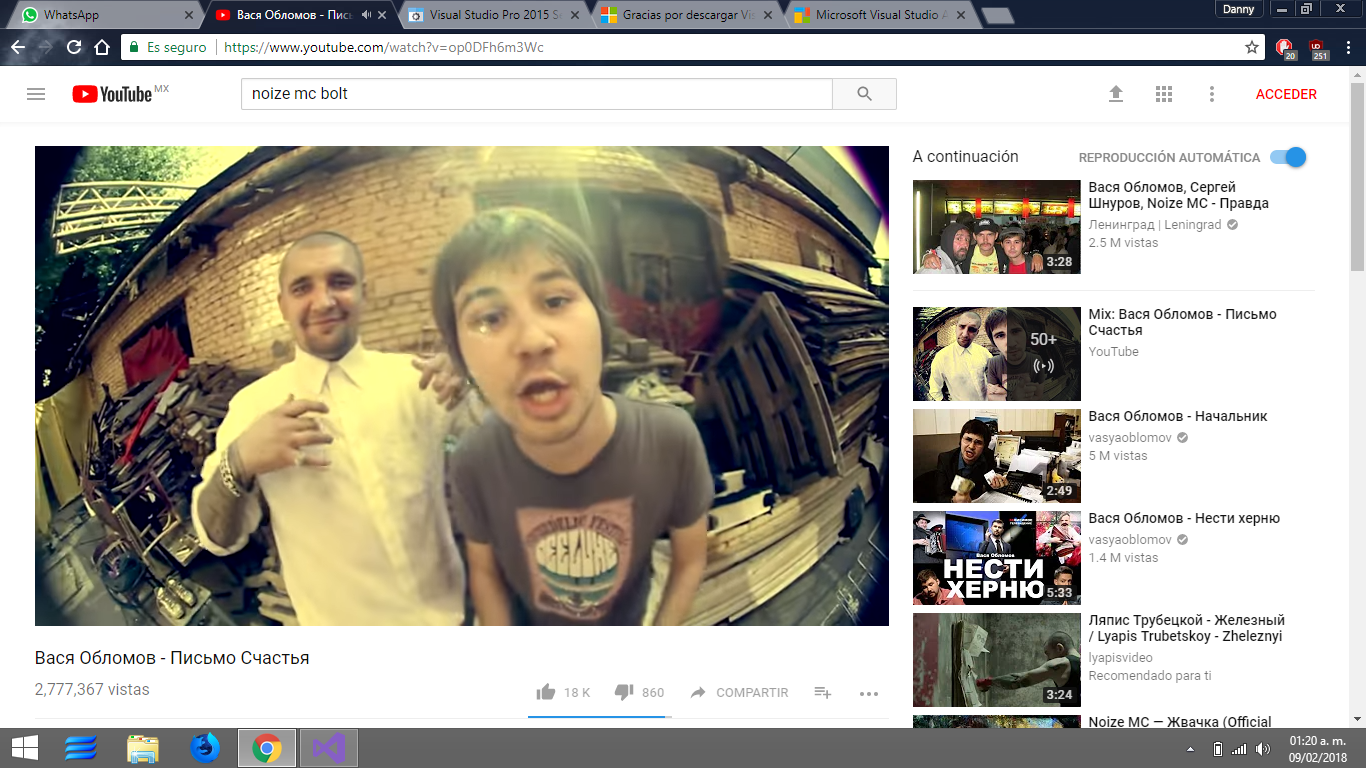 WhatsApp
Вася Обломов - Пись
Visual Studio Pro 2015 Se
Gracias por descargar Vis
Microsoft Visual Studio
Danny
Es seguro
https://www.youtube.com/watch?v=op0DFh6m3Wc
20
251
YouTube MX
noize mc bolt
ACCEDER
A continuación
REPRODUCCIÓN AUTOMÁTICA
Вася Обломов, Сергей
Шнуров, Noize MC - Правда
Ленинград | Leningrad
2.5 M vistas
3:28
Mix: Вася Обломов - Письмо
Счастья
YouTube
50+
Вася Обломов - Начальник
vasyaoblomov
5 M vistas
2:49
Вася Обломов - Нести херню
vasyaoblomov
1.4 M vistas
Вася Обломов
НЕСТИ
ХЕРНЮ
5:33
Ляпис Трубецкой - Железный
/ Lyapis Trubetskoy - Zheleznyi
lyapisvideo
Recomendado para ti
3:24
Noize MC — Жвачка (Official
Вася Обломов - Письмо Счастья
2,777,367 vistas
18 K
860
COMPARTIR
01:20 a. m.
09/02/2018